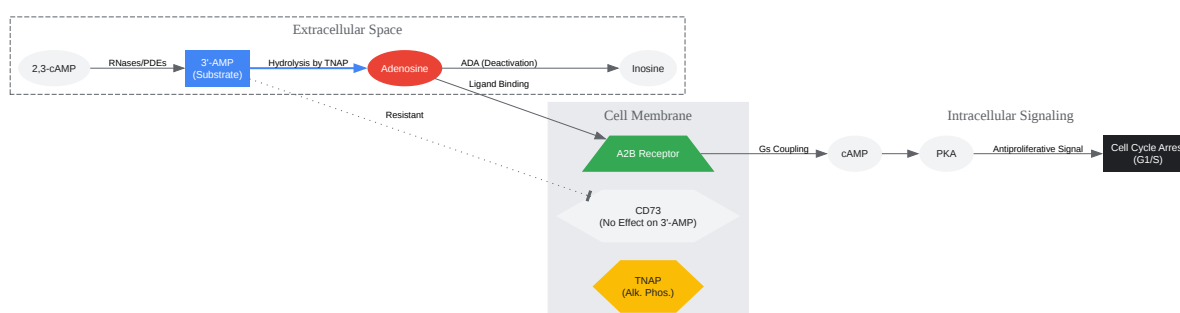 Extracellular Space
2,3-cAMP
RNases/PDEs
3'-AMP
(Substrate)
Hydrolysis by TNAP
Adenosine
ADA (Deactivation)
Inosine
Ligand Binding
Resistant
Cell Membrane
A2B Receptor
CD73
(No Effect on 3'-AMP)
TNAP
(Alk. Phos.)
Intracellular Signaling
Gs Coupling
cAMP
PKA
Antiproliferative Signal
Cell Cycle Arres
(G1/S)